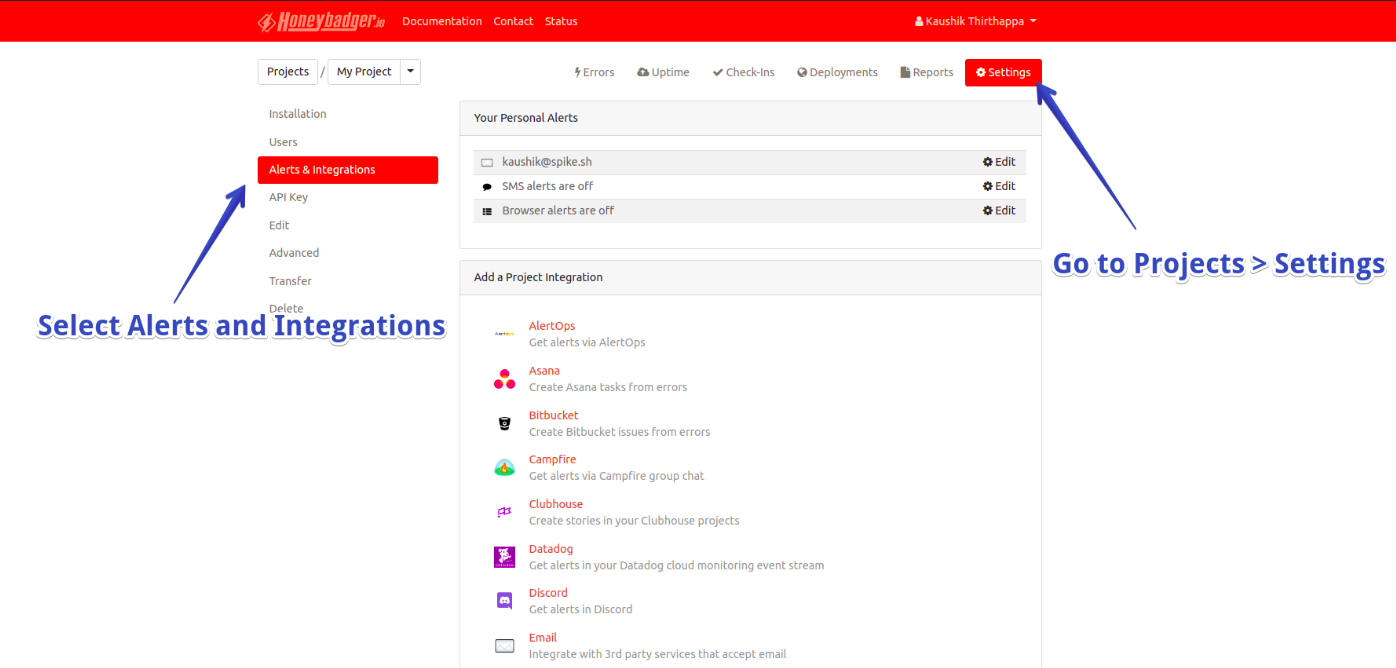 Honeybadger.io Documentation Contact Status Kaushik Thirthappa
Projects / My Project Errors Uptime Check-Ins Deployments Reports Settings
Installation
Users
Alerts & Integrations
API Key
Edit
Advanced
Transfer
Delete
Select Alerts and Integrations
Your Personal Alerts
kaushik@spike.sh Edit
SMS alerts are off Edit
Browser alerts are off Edit
Go to Projects > Settings
Add a Project Integration
AlertOps
Get alerts via AlertOps
Asana
Create Asana tasks from errors
Bitbucket
Create Bitbucket issues from errors
Campfire
Get alerts via Campfire group chat
Clubhouse
Create stories in your Clubhouse projects
Datadog
Get alerts in your Datadog cloud monitoring event stream
Discord
Get alerts in Discord
Email
Integrate with 3rd party services that accept email